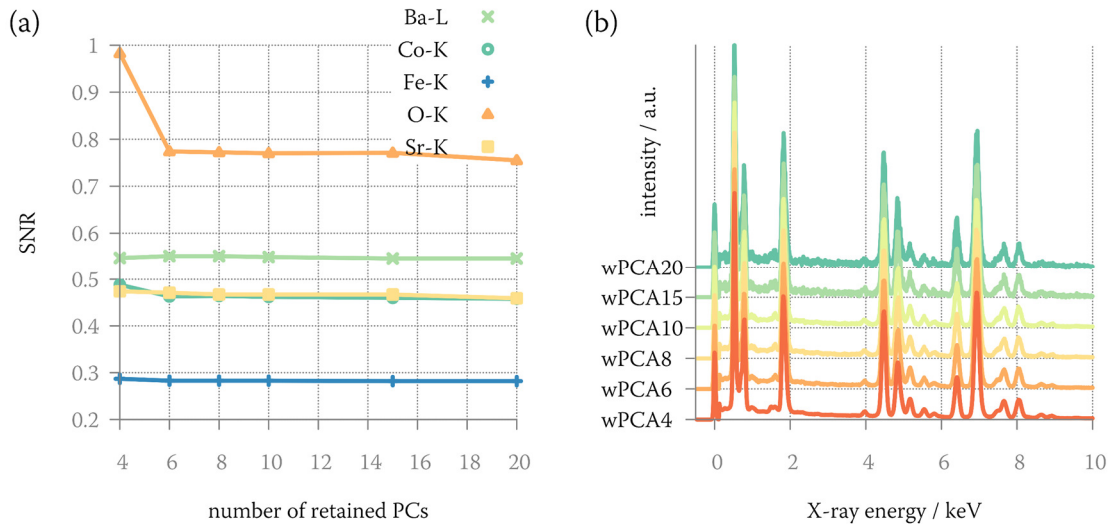 (a)
Ba-L
Co-K
Fe-K
O-K
Sr-K
1
0.9
0.8
0.7
0.6
0.5
0.4
0.3
0.2
SNR
4 6 8 10 12 14 16 18 20
number of retained PCs
(b)
intensity / a.u.
wPCA20
wPCA15
wPCA10
wPCA8
wPCA6
wPCA4
0 2 4 6 8 10
X-ray energy / keV